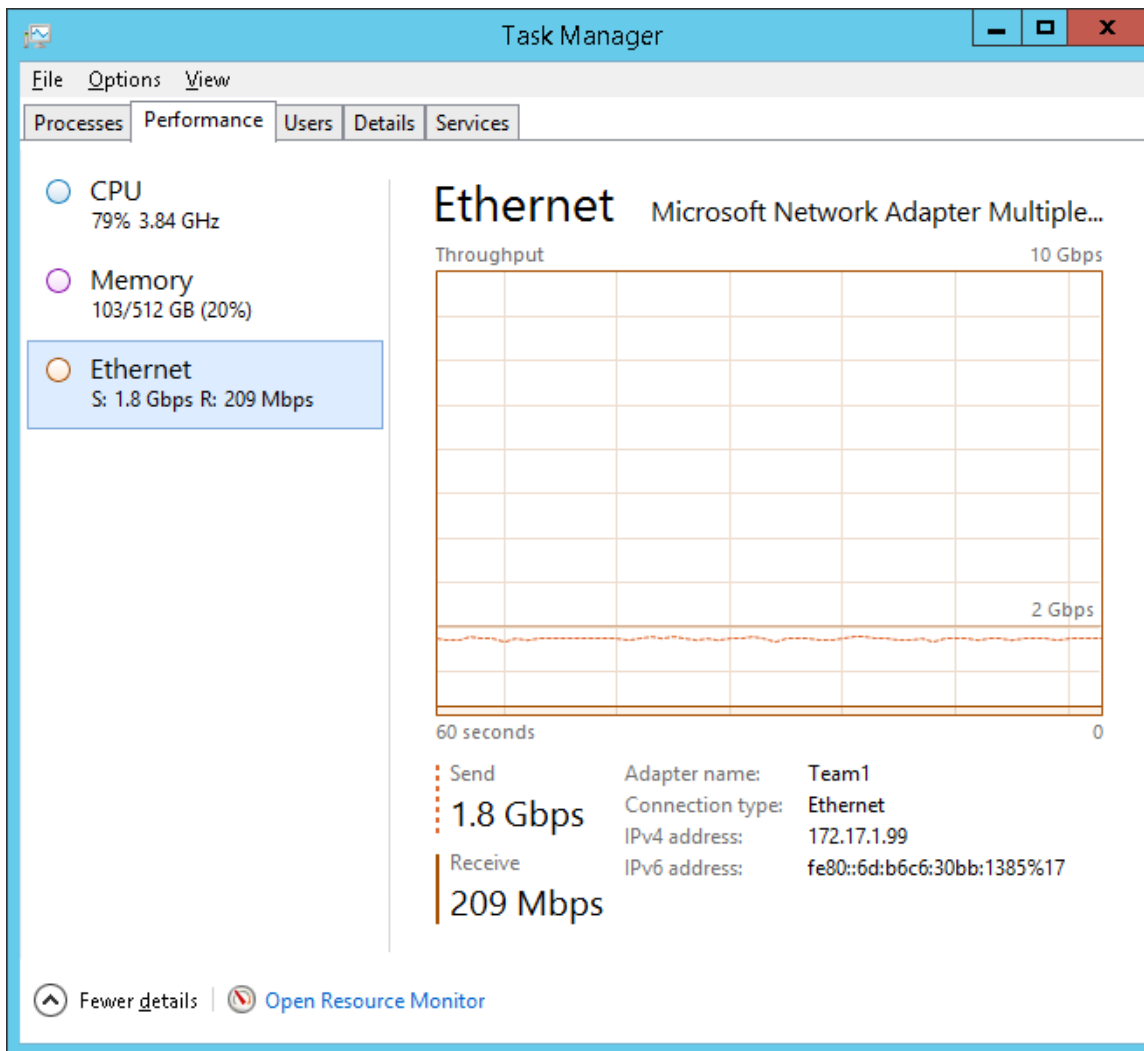 Task Manager
File Options View
Processes Performance Users Details Services
CPU
79% 3.84 GHz
Memory
103/512 GB (20%)
Ethernet
S: 1.8 Gbps R: 209 Mbps
Ethernet Microsoft Network Adapter Multiple...
Throughput 10 Gbps
2 Gbps
60 seconds 0
Send
1.8 Gbps
Receive
209 Mbps
Adapter name: Team1
Connection type: Ethernet
IPv4 address: 172.17.1.99
IPv6 address: fe80::6d:b6c6:30bb:1385%17
Fewer details Open Resource Monitor